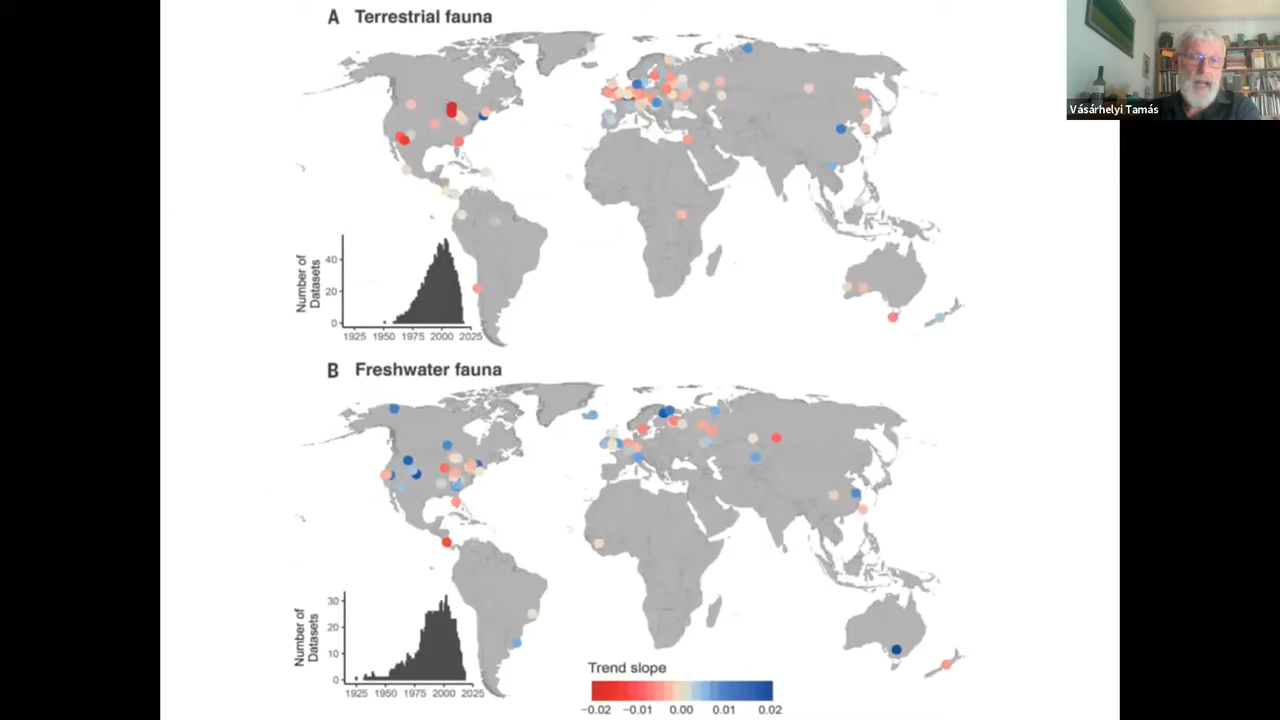 A Terrestrial fauna
Vásárhelyi Tamás
Number of
Datasets
40
20
0
1925 1950 1975 2000 2025
B Freshwater fauna
Number of
Datasets
30
20
10
0
1925 1950 1975 2000 2025
Trend slope
−0.02 −0.01 0.00 0.01 0.02